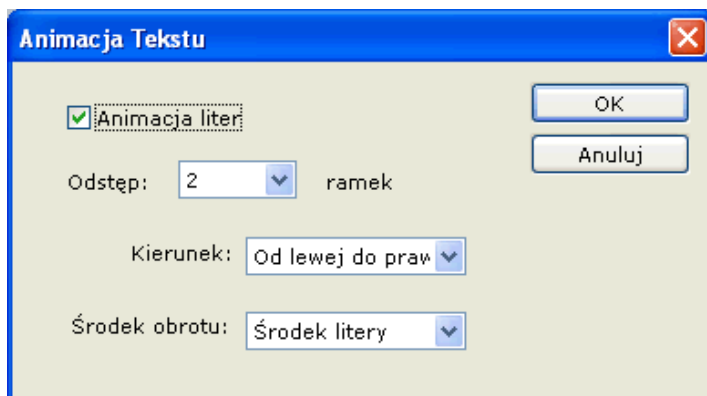 Animacja Tekstu
Animacja liter
OK
Anuluj
Odstęp: 2 ramek
Kierunek: Od lewej do praw
Środek obrotu: Środek litery